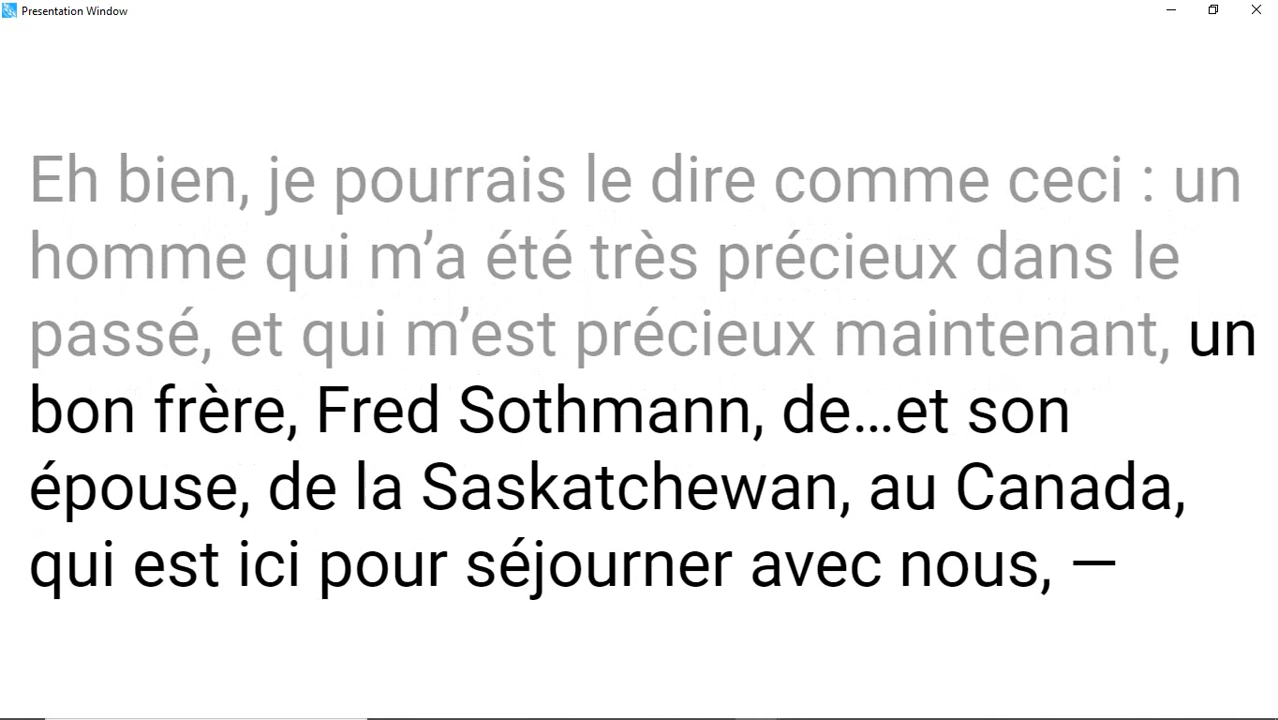 Presentation Window
Eh bien, je pourrais le dire comme ceci : un
homme qui m’a été très précieux dans le
passé, et qui m’est précieux maintenant, un
bon frère, Fred Sothmann, de…et son
épouse, de la Saskatchewan, au Canada,
qui est ici pour séjourner avec nous, —